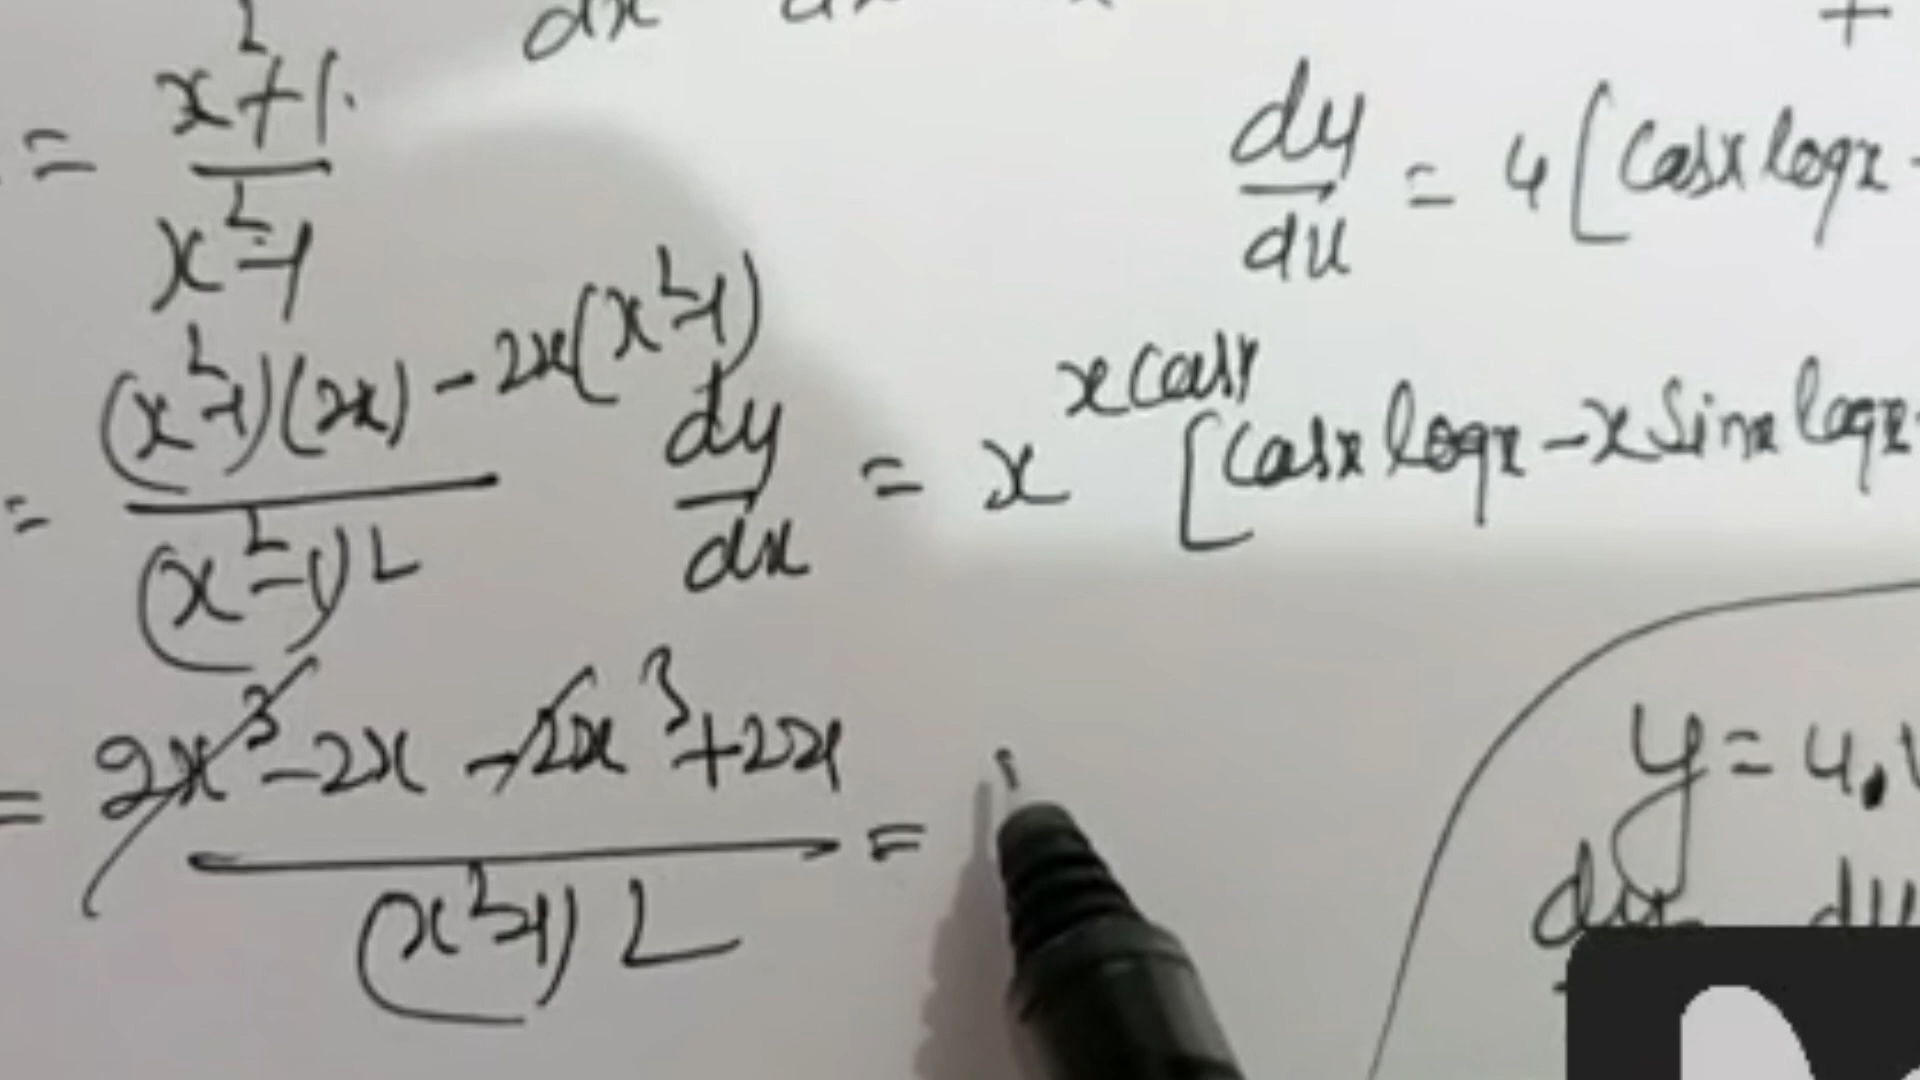 dx
+
= x²+1 / x²-1
dy/du = 4[Cosx logx
= (x²-1)(2x) - 2x(x²-1) / (x²-1)²
dy/dx = x^xcosx [Cosx logx - x Sinx logx
= 2x³ - 2x - 2x³ + 2x / (x²-1)² =
y = 4.